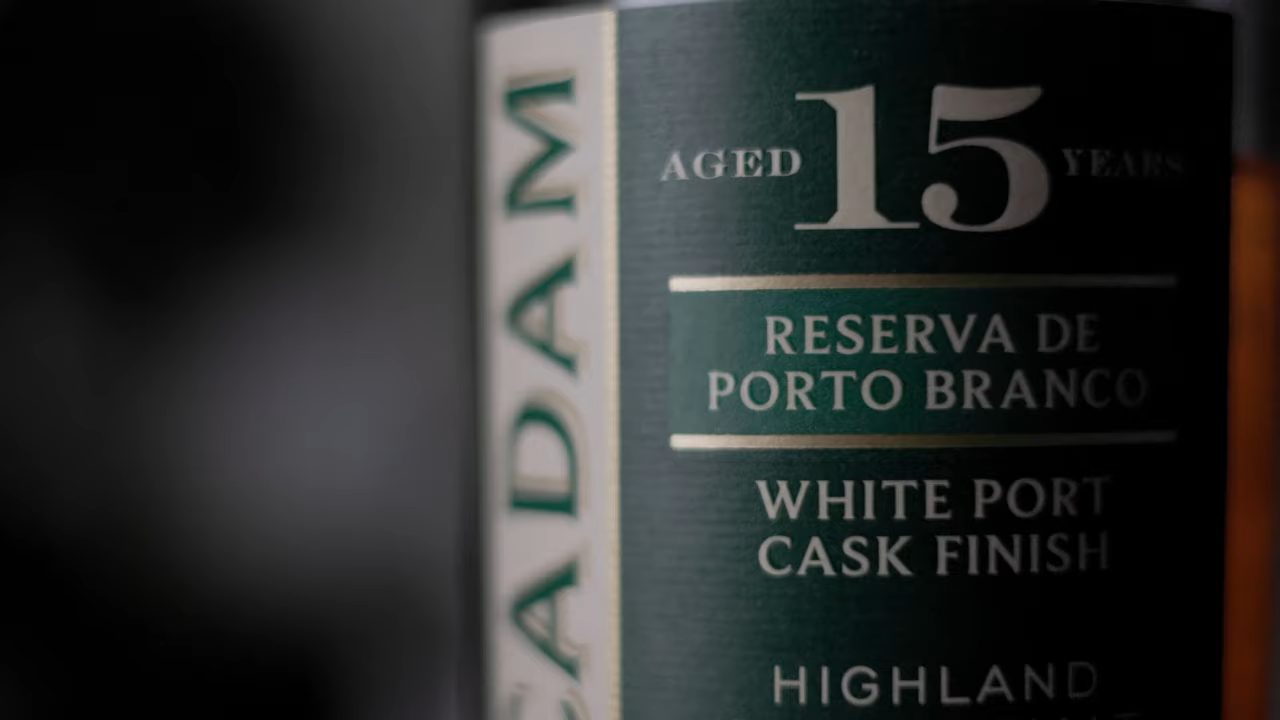 CADAM
AGED 15 YEARS
RESERVA DE
PORTO BRANCO
WHITE PORT
CASK FINISH
HIGHLAND